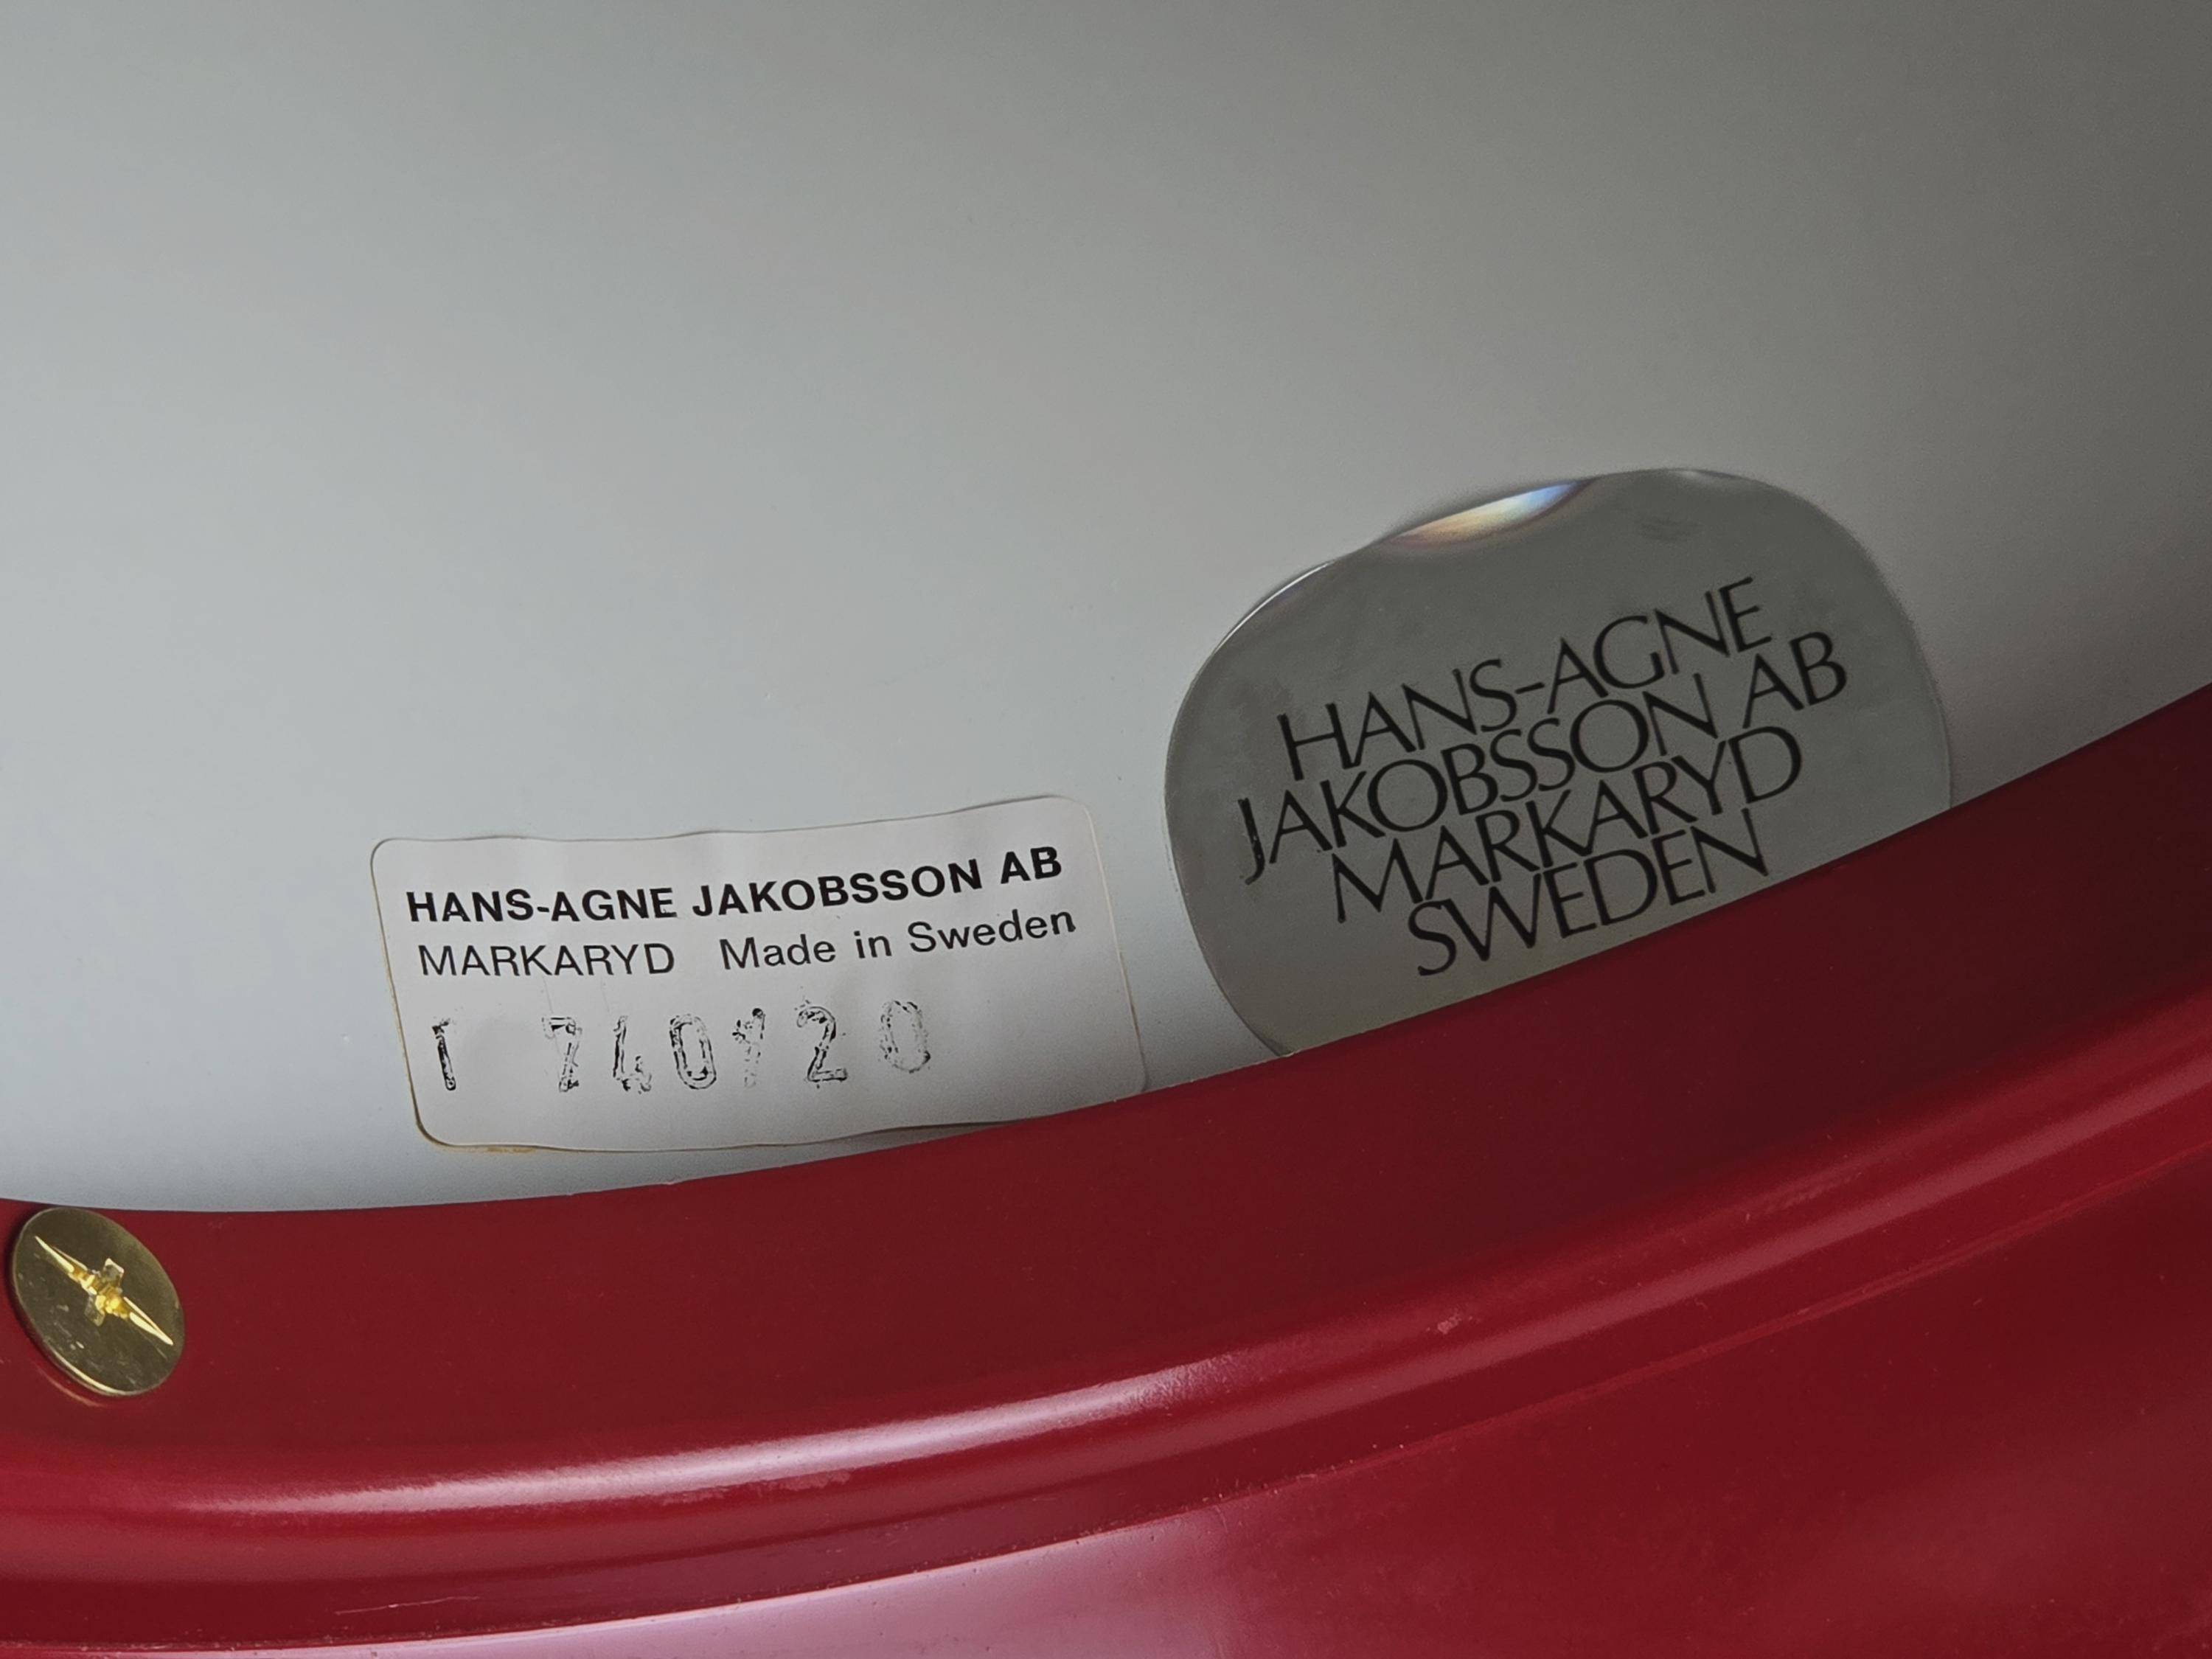 HANS-AGNE JAKOBSSON AB
MARKARYD Made in Sweden
HANS-AGNE
JAKOBSSON AB
MARKARYD
SWEDEN